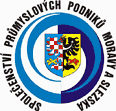 SPOLEČENSTVÍ PRŮMYSLOVÝCH PODNIKŮ MORAVY A SLEZSKA